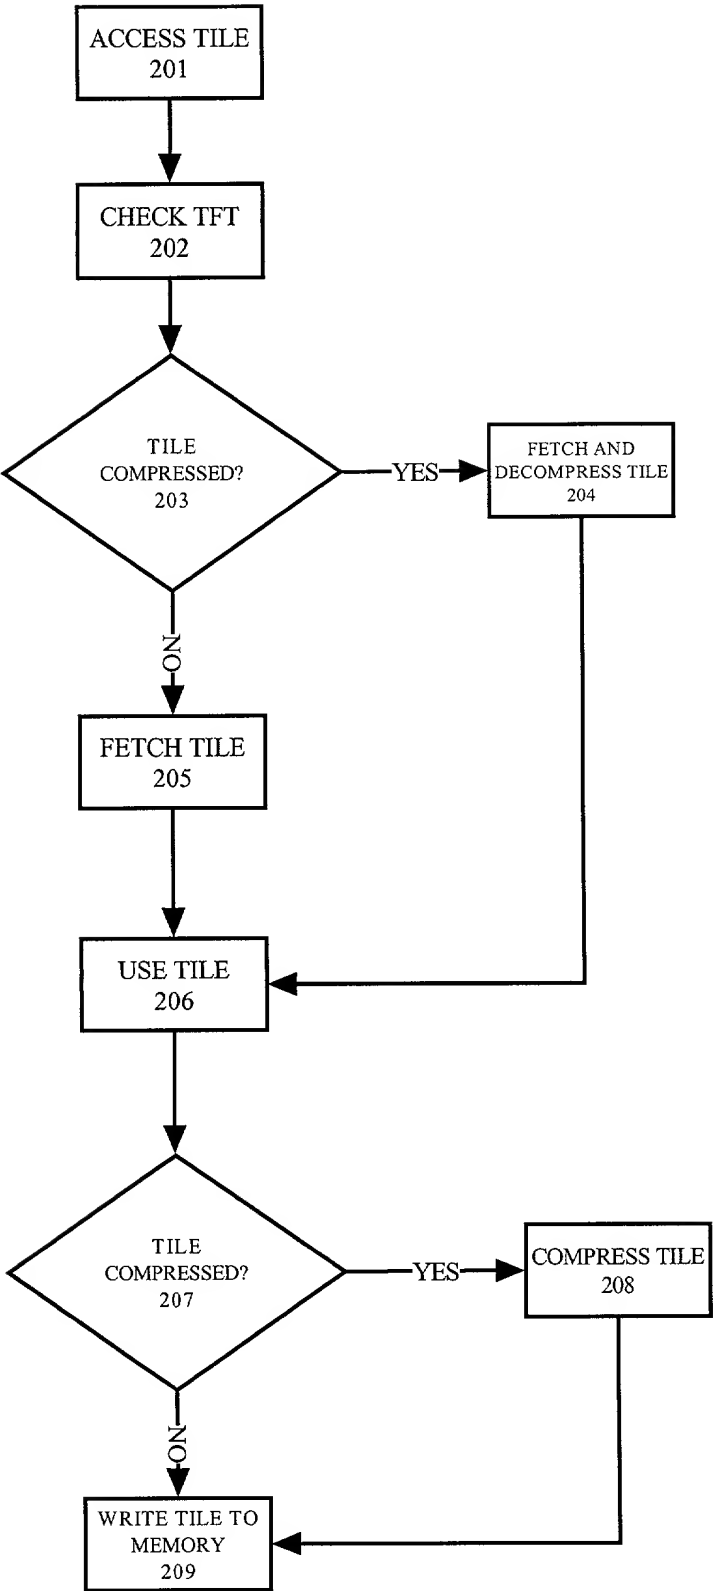 ACCESS TILE
201
CHECK TFT
202
TILE
COMPRESSED?
203
YES
FETCH AND
DECOMPRESS TILE
204
NO
FETCH TILE
205
USE TILE
206
TILE
COMPRESSED?
207
YES
COMPRESS TILE
208
NO
WRITE TILE TO
MEMORY
209